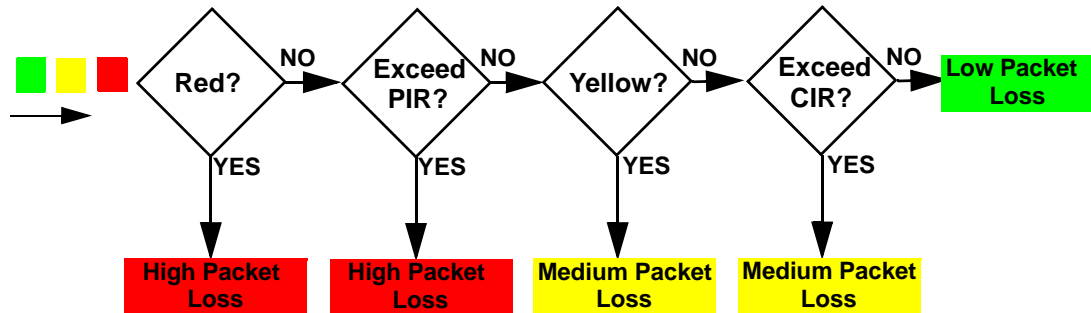 Red?
NO
Exceed
PIR?
NO
Yellow?
NO
Exceed
CIR?
NO
Low Packet
Loss
YES
YES
YES
YES
High Packet
Loss
High Packet
Loss
Medium Packet
Loss
Medium Packet
Loss